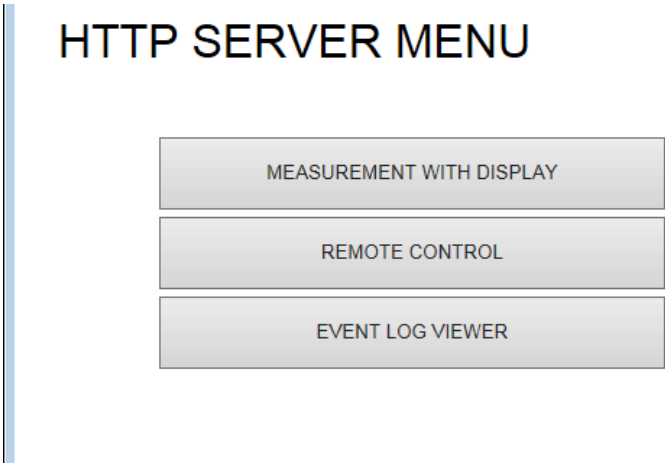 HTTP SERVER MENU
MEASUREMENT WITH DISPLAY
REMOTE CONTROL
EVENT LOG VIEWER